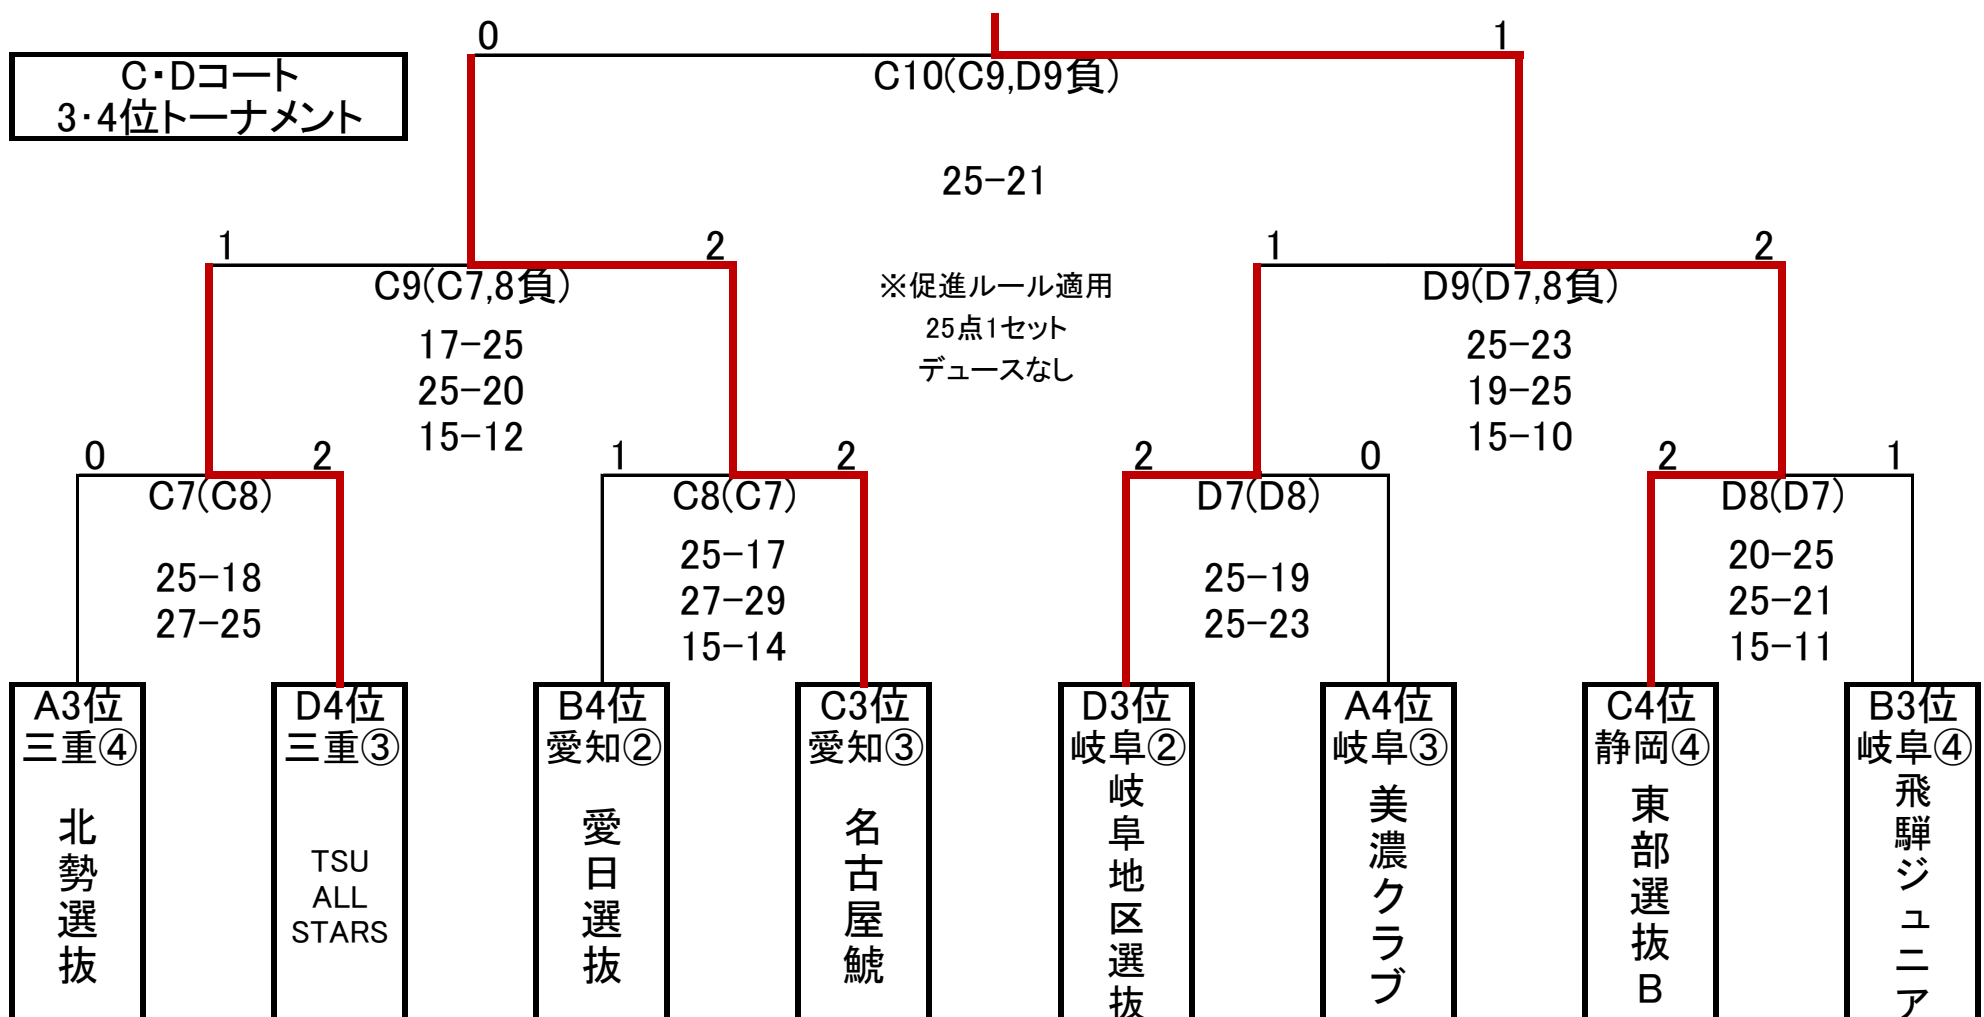 0
1
C・Dコート
3・4位トーナメント
C10(C9,D9負)
25-21
1
2
1
2
C9(C7,8負)
17-25
25-20
15-12
※促進ルール適用
25点1セット
デュースなし
D9(D7,8負)
25-23
19-25
15-10
0
2
1
2
2
0
2
1
C7(C8)
25-18
27-25
C8(C7)
25-17
27-29
15-14
D7(D8)
25-19
25-23
D8(D7)
20-25
25-21
15-11
A3位
三重④
北勢選抜
D4位
三重③
TSU
ALL
STARS
B4位
愛知②
愛日選抜
C3位
愛知③
名古屋鯱
D3位
岐阜②
岐阜地区選抜
A4位
岐阜③
美濃クラブ
C4位
静岡④
東部選抜B
B3位
岐阜④
飛騨ジュニア